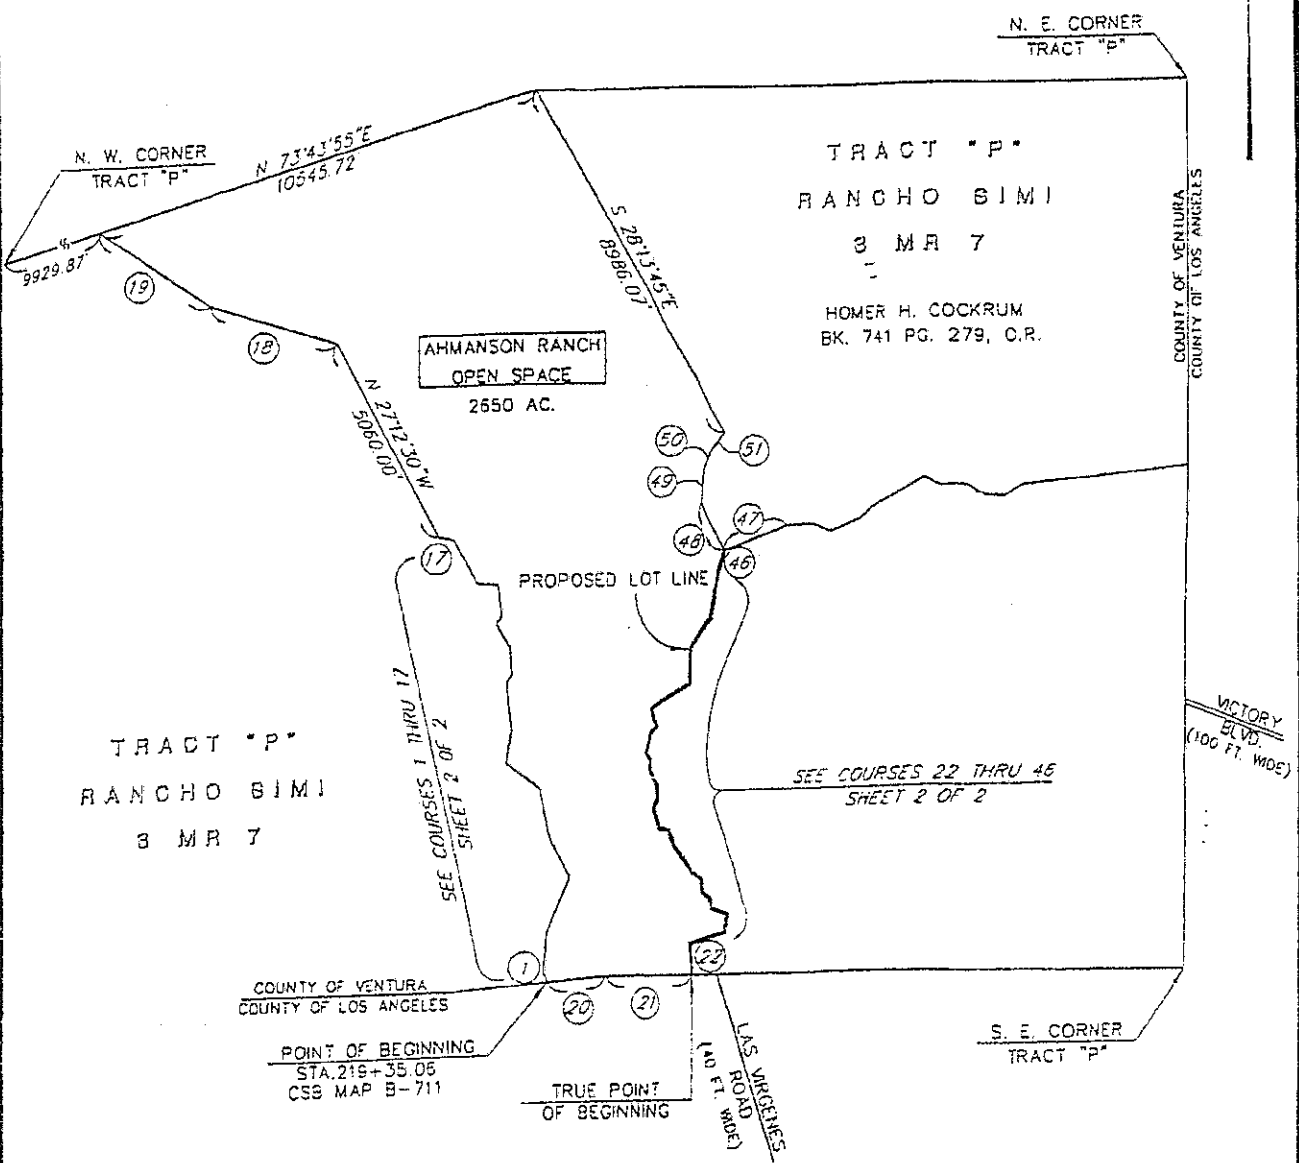 N. E. CORNER
TRACT "P"
N. W. CORNER
TRACT "P"
N 73°43'55"E
10545.72
9929.87'
19
18
S 28°13'45"E
8986.07'
TRACT "P"
RANCHO SIMI
3 MR 7
HOMER H. COCKRUM
BK. 741 PG. 279, O.R.
COUNTY OF VENTURA
COUNTY OF LOS ANGELES
AHMANSON RANCH
OPEN SPACE
2650 AC.
N 27°12'30"W
5060.00'
50
51
49
47
48
46
17
PROPOSED LOT LINE
SEE COURSES 1 THRU 17
SHEET 2 OF 2
TRACT "P"
RANCHO SIMI
3 MR 7
VICTORY
BLVD.
(100 FT. WIDE)
SEE COURSES 22 THRU 46
SHEET 2 OF 2
1
22
20
21
COUNTY OF VENTURA
COUNTY OF LOS ANGELES
POINT OF BEGINNING
STA.219+35.06
CSB MAP B-711
TRUE POINT
OF BEGINNING
LAS VIRGENES
ROAD
(40 FT. WIDE)
S. E. CORNER
TRACT "P"